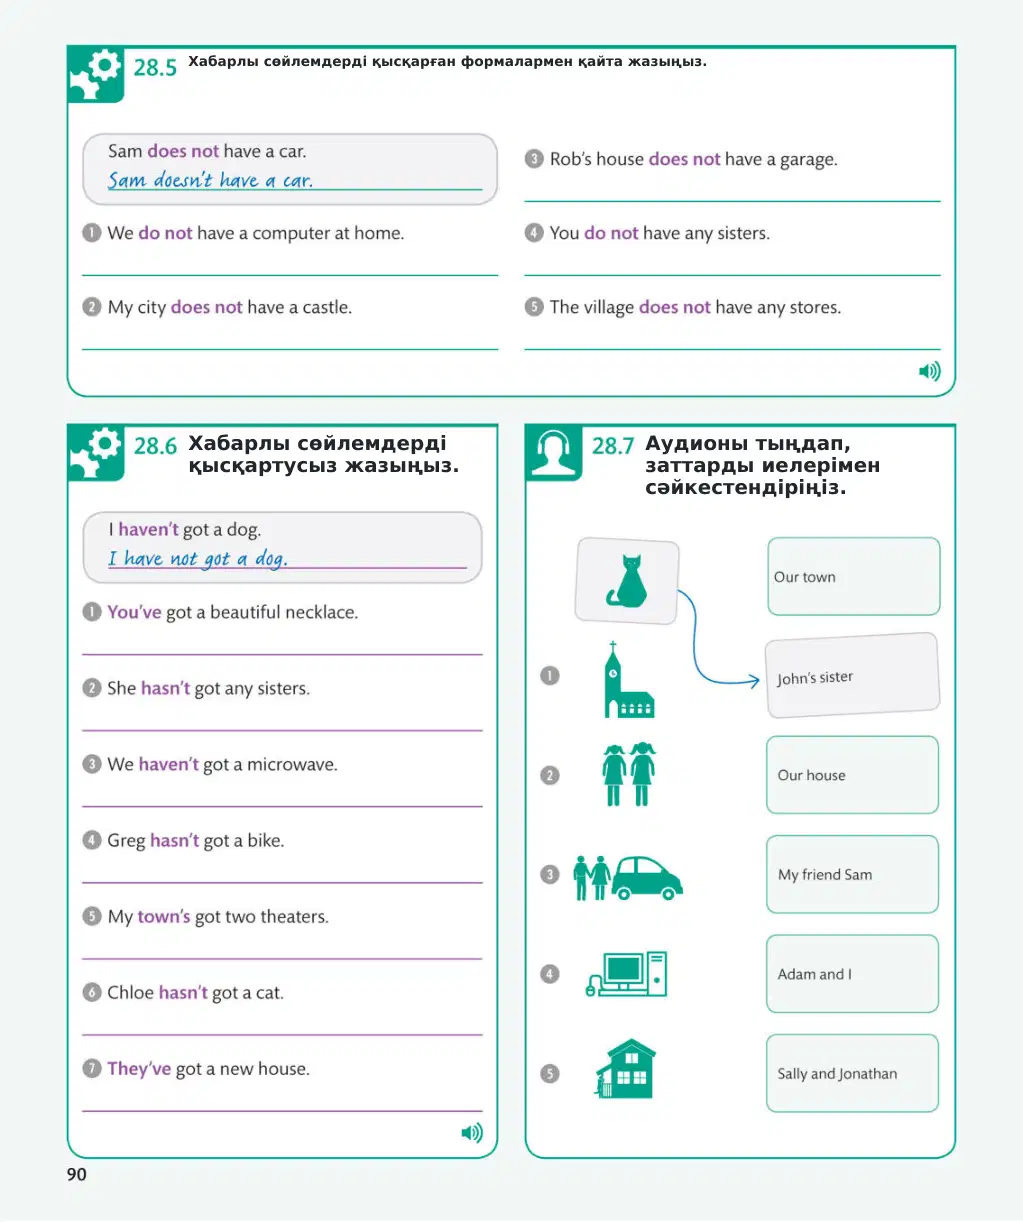 28.5 Хабарлы сөйлемдерді қысқарған формалармен қайта жазыңыз.
Sam does not have a car.
Sam doesn't have a car.
1 We do not have a computer at home.
2 My city does not have a castle.
3 Rob's house does not have a garage.
4 You do not have any sisters.
5 The village does not have any stores.
28.6 Хабарлы сөйлемдерді
қысқартусыз жазыңыз.
I haven't got a dog.
I have not got a dog.
1 You've got a beautiful necklace.
2 She hasn't got any sisters.
3 We haven't got a microwave.
4 Greg hasn't got a bike.
5 My town's got two theaters.
6 Chloe hasn't got a cat.
7 They've got a new house.
28.7 Аудионы тыңдап,
заттарды иелерімен
сәйкестендіріңіз.
Our town
1
John's sister
2
Our house
3
My friend Sam
4
Adam and I
5
Sally and Jonathan
90